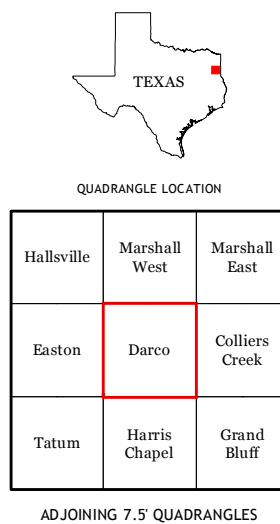 TEXAS
QUADRANGLE LOCATION
Hallsville
Marshall
West
Marshall
East
Easton
Darco
Colliers
Creek
Tatum
Harris
Chapel
Grand
Bluff
ADJOINING 7.5' QUADRANGLES